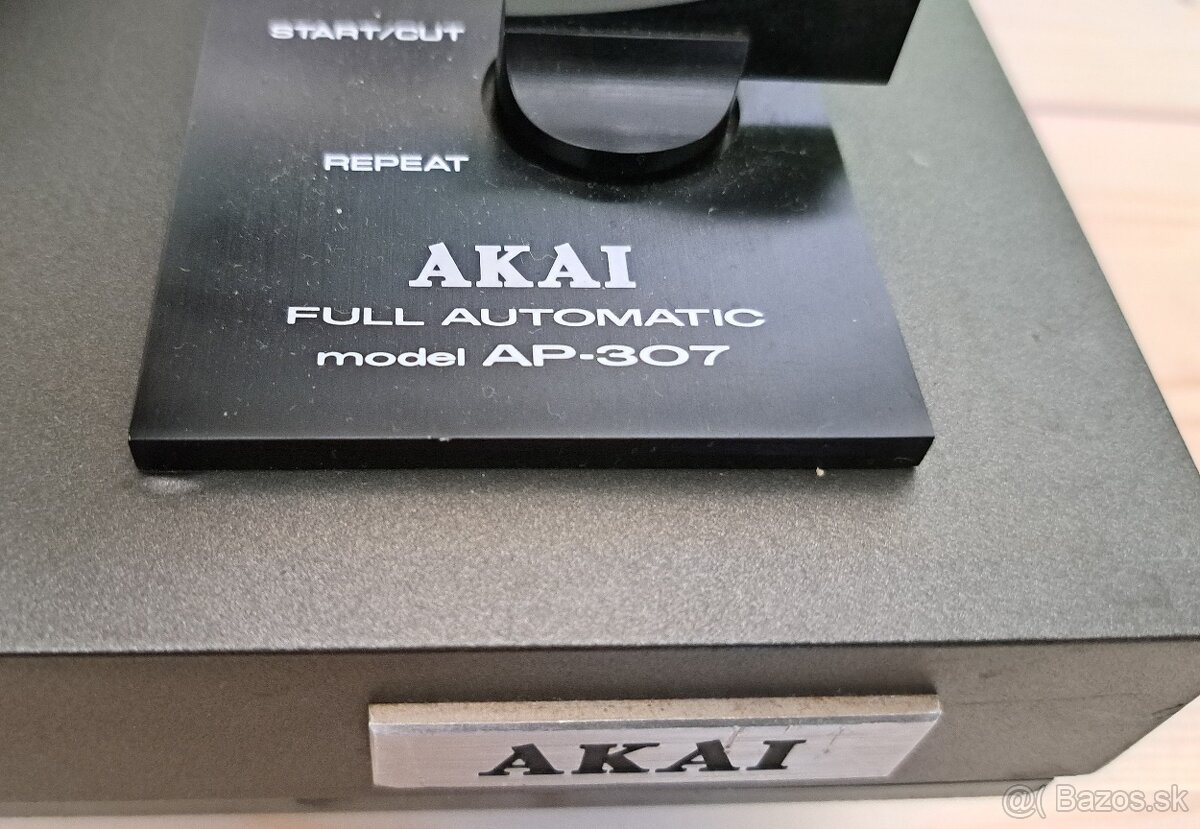 START/CUT
REPEAT
AKAI
FULL AUTOMATIC
model AP-307
AKAI
@( Bazos.sk